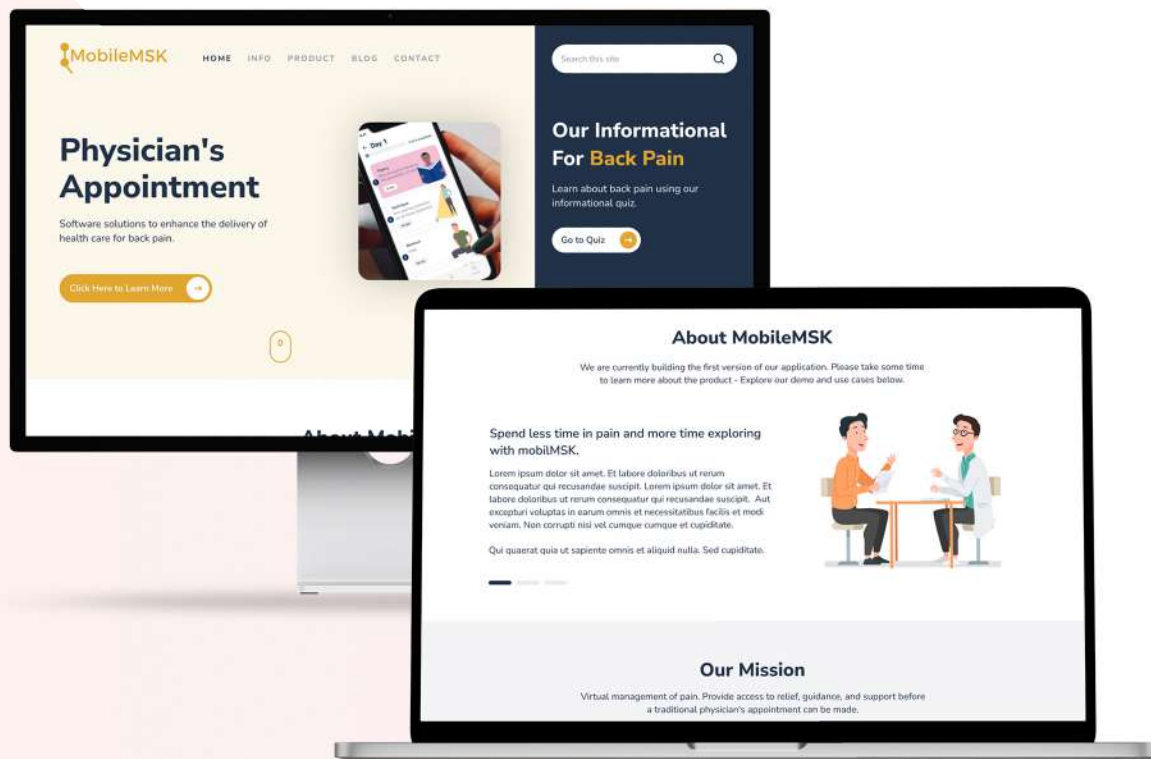 MobileMSK
HOME INFO PRODUCT BLOG CONTACT
Search this site
Physician's
Appointment
Software solutions to enhance the delivery of
health care for back pain.
Click Here to Learn More
Day 1
Our Informational
For Back Pain
Learn about back pain using our
informational quiz.
Go to Quiz
About MobileMSK
We are currently building the first version of our application. Please take some time
to learn more about the product - Explore our demo and use cases below.
Spend less time in pain and more time exploring
with mobilMSK.
Lorem ipsum dolor sit amet. Et labore doloribus ut rerum
consequatur qui recusandae suscipit. Lorem ipsum dolor sit amet. Et
labore doloribus ut rerum consequatur qui recusandae suscipit. Aut
excepturi voluptas in earum omnis et necessitatibus facilis et modi
veniam. Non corrupti nisi vel cumque cumque et cupiditate.
Qui quaerat quia ut sapiente omnis et aliquid nulla. Sed cupiditate.
Our Mission
Virtual management of pain. Provide access to relief, guidance, and support before
a traditional physician's appointment can be made.